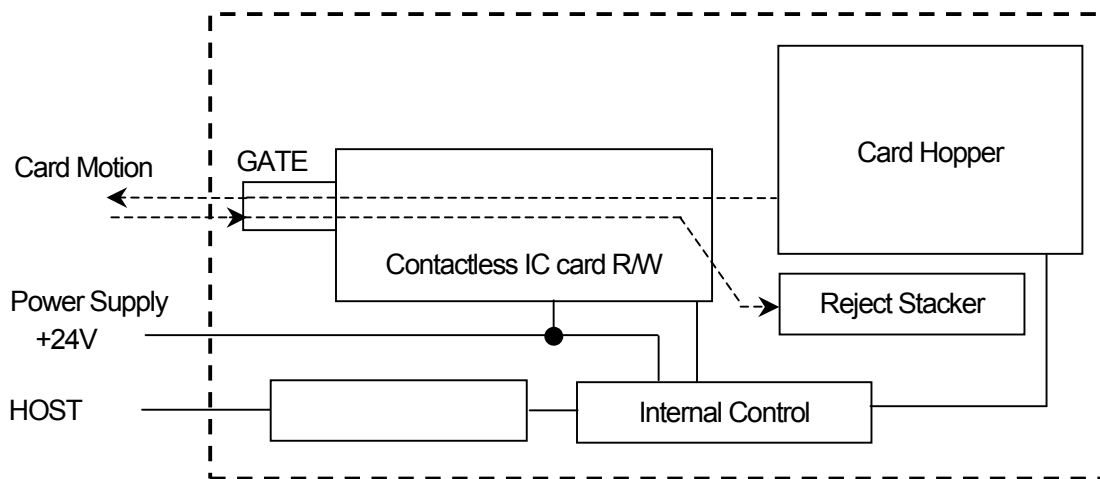 Card Hopper
Card Motion
GATE
Contactless IC card R/W
Power Supply
+24V
Reject Stacker
HOST
Internal Control